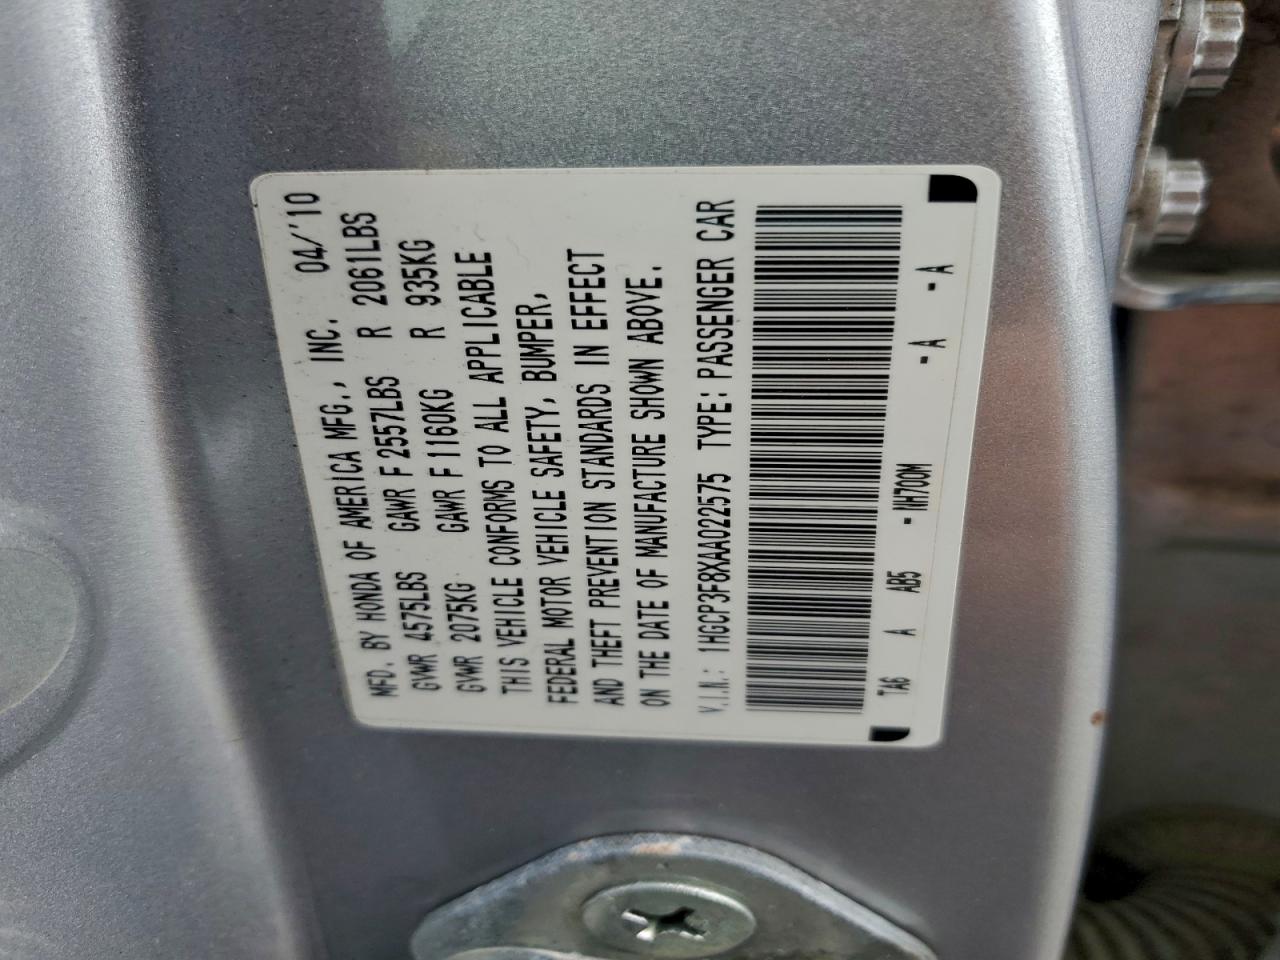 MFD. BY HONDA OF AMERICA MFG., INC. 04/'10
GVWR 4575LBS GAWR F 2557LBS R 2061LBS
GVWR 2075KG GAWR F 1160KG R 935KG
THIS VEHICLE CONFORMS TO ALL APPLICABLE
FEDERAL MOTOR VEHICLE SAFETY, BUMPER,
AND THEFT PREVENTION STANDARDS IN EFFECT
ON THE DATE OF MANUFACTURE SHOWN ABOVE.
V.I.N.: 1HGCP3F8XAA022575 TYPE: PASSENGER CAR
TA6 A AB5 - NH700M - A - A